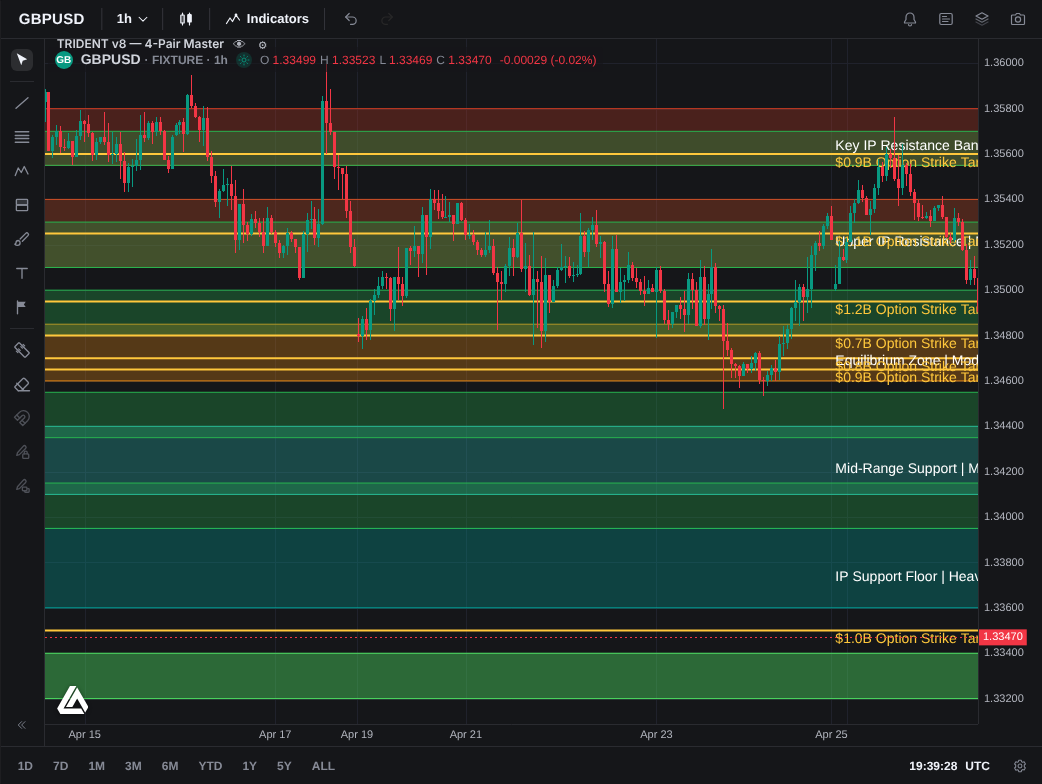 GBPUSD 1h Indicators
TRIDENT v8 — 4-Pair Master
GB GBPUSD · FIXTURE · 1h O 1.33499 H 1.33523 L 1.33469 C 1.33470 -0.00029 (-0.02%)
1.36000
1.35800
Key IP Resistance Ban
1.35600
$0.9B Option Strike Tar
1.35400
Upper IP Resistance |
1.35200
1.35000
$1.2B Option Strike Tar
1.34800
$0.7B Option Strike Tar
Equilibrium Zone | Mod
$0.9B Option Strike Tar
1.34600
1.34400
Mid-Range Support | M
1.34200
1.34000
1.33800
IP Support Floor | Heav
1.33600
$1.0B Option Strike Tar
1.33470
1.33400
1.33200
Apr 15 Apr 17 Apr 19 Apr 21 Apr 23 Apr 25
1D 7D 1M 3M 6M YTD 1Y 5Y ALL 19:39:28 UTC